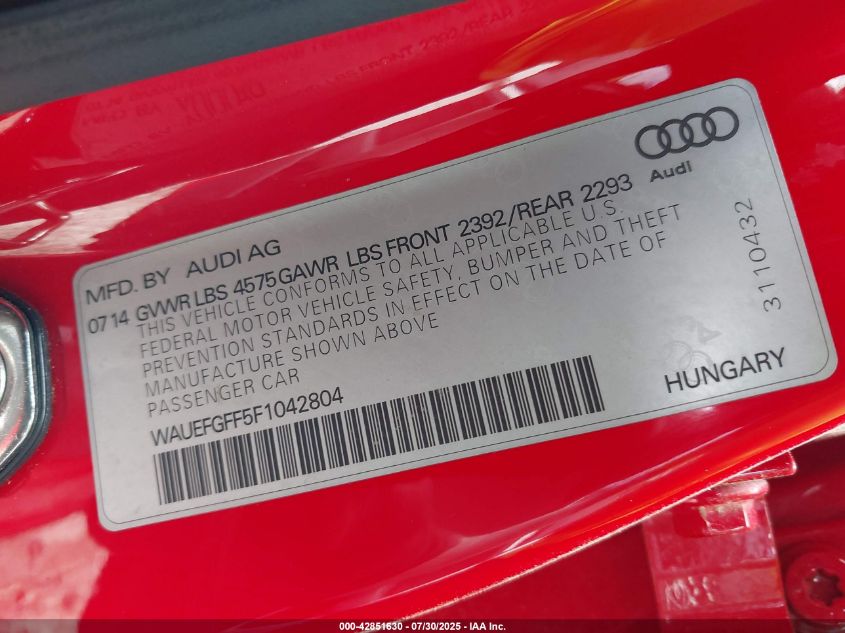 Audi
MFD. BY AUDI AG
07 14 GVWR LBS 4575 GAWR LBS FRONT 2392/REAR 2293
THIS VEHICLE CONFORMS TO ALL APPLICABLE U.S.
FEDERAL MOTOR VEHICLE SAFETY, BUMPER AND THEFT
PREVENTION STANDARDS IN EFFECT ON THE DATE OF
MANUFACTURE SHOWN ABOVE
PASSENGER CAR
WAUEFGFF5F1042804
HUNGARY
3110432
000-42851630 - 07/30/2025 - IAA Inc.